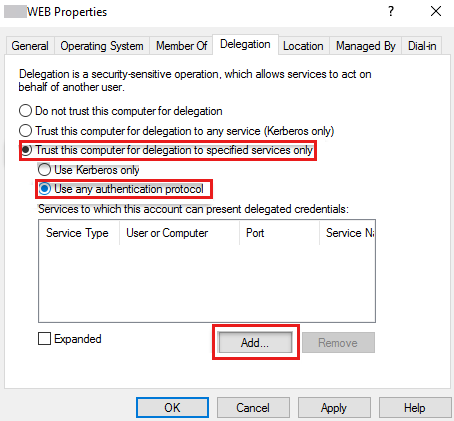 WEB Properties
?
General Operating System Member Of Delegation Location Managed By Dial-in
Delegation is a security-sensitive operation, which allows services to act on
behalf of another user.
Do not trust this computer for delegation
Trust this computer for delegation to any service (Kerberos only)
Trust this computer for delegation to specified services only
Use Kerberos only
Use any authentication protocol
Services to which this account can present delegated credentials:
Service Type User or Computer Port Service Na
Expanded Add... Remove
OK Cancel Apply Help